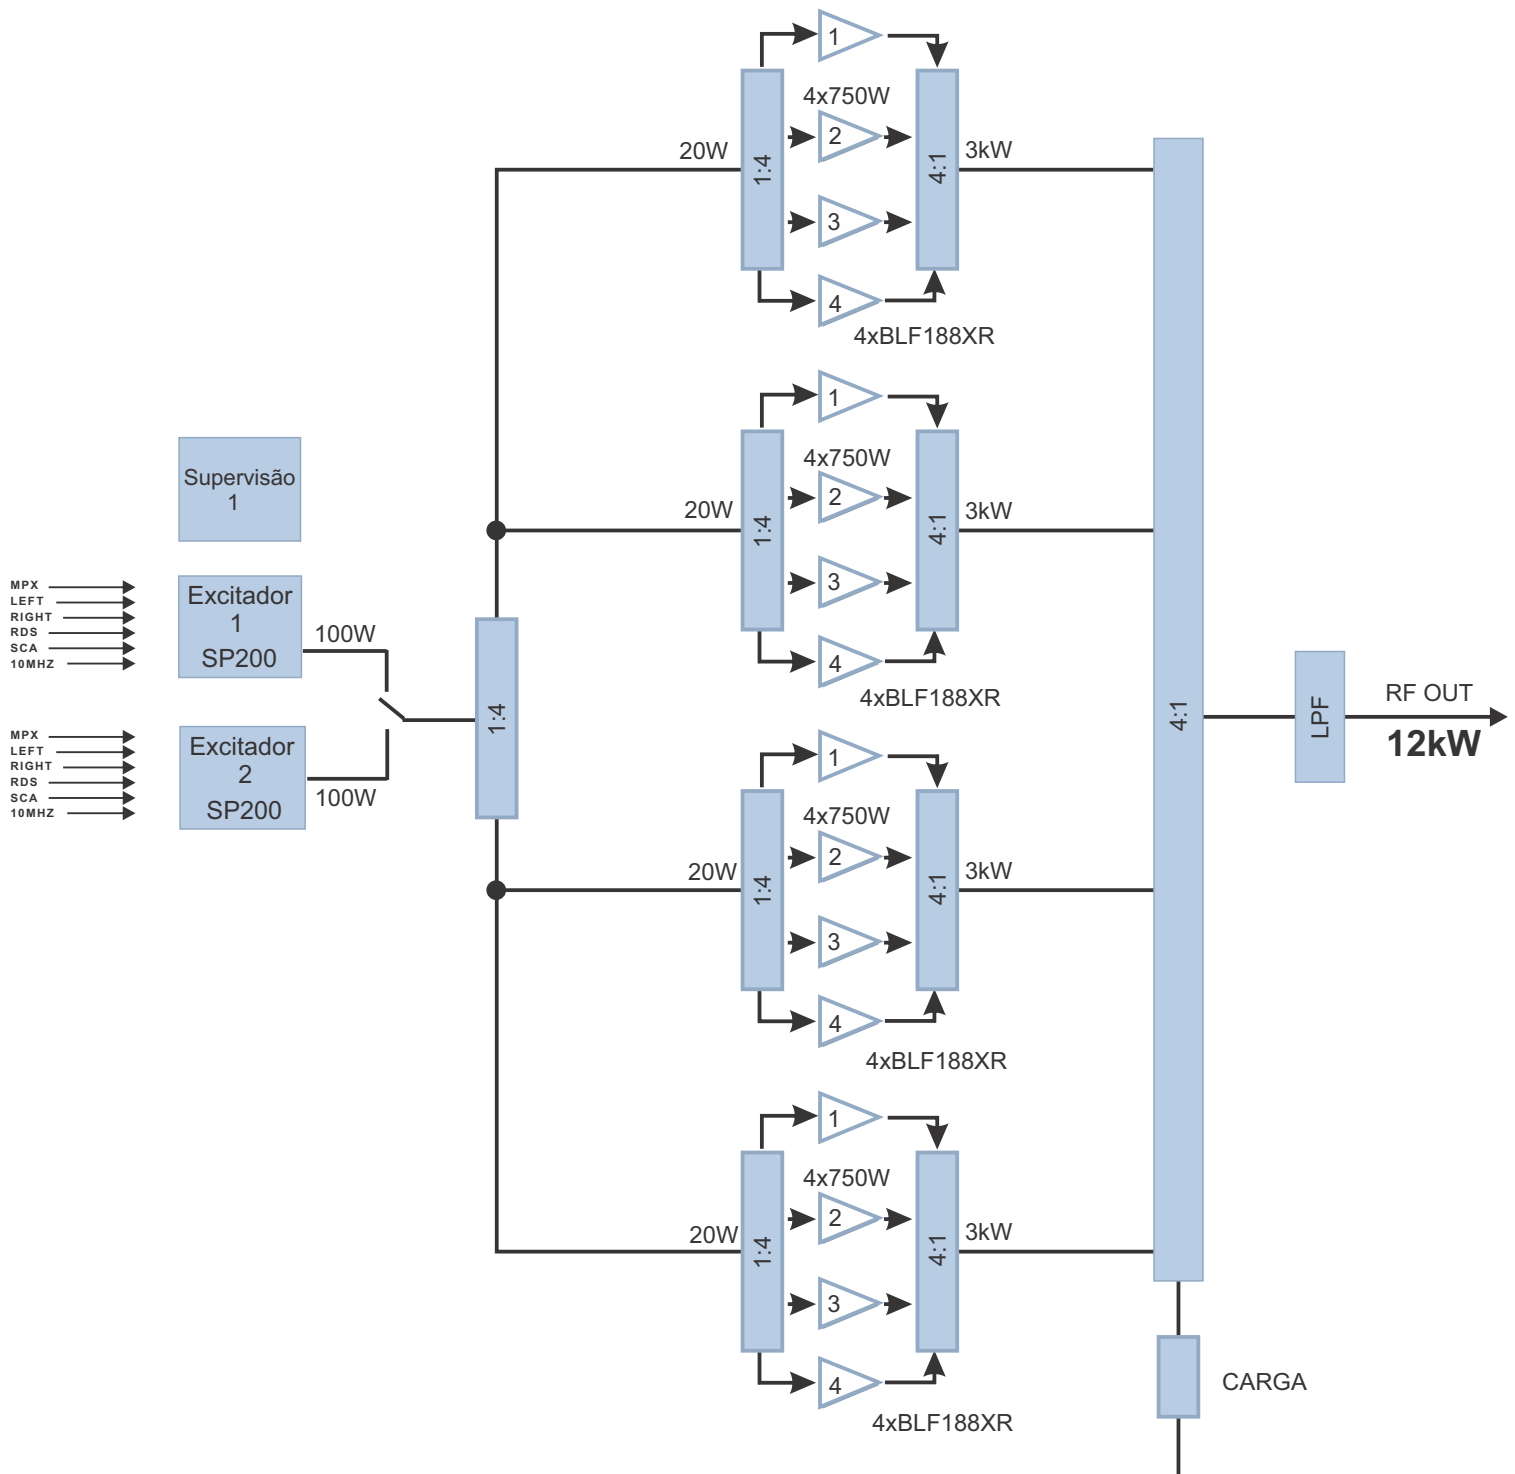 1
4x750W
2
20W
1:4
4:1
3kW
3
4
4xBLF188XR
1
4x750W
2
20W
1:4
4:1
3kW
3
4
4xBLF188XR
Supervisão
1
MPX
LEFT
RIGHT
RDS
SCA
10MHZ
Excitador
1
SP200
100W
MPX
LEFT
RIGHT
RDS
SCA
10MHZ
Excitador
2
SP200
100W
1:4
1
4x750W
2
20W
1:4
4:1
3kW
3
4
4xBLF188XR
1
4x750W
2
20W
1:4
4:1
3kW
3
4
4xBLF188XR
4:1
LPF
RF OUT
12kW
CARGA